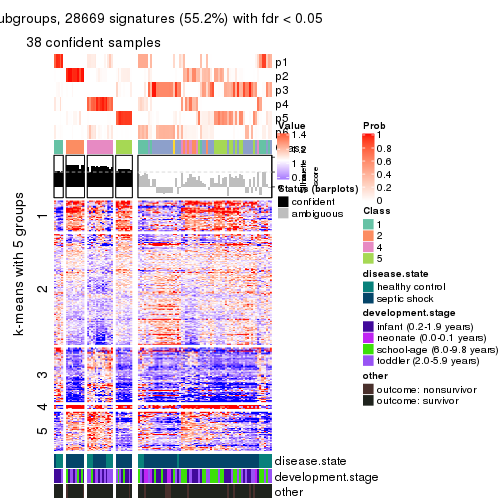 ubgroups, 28669 signatures (55.2%) with fdr < 0.05
38 confident samples
p1
p2
p3
p4
p5
Value
1.4
1
Status (barplots)
confident
ambiguous
score
k-means with 5 groups
1
2
3
4
5
Prob
1
0.8
0.6
0.4
0.2
0
Class
1
2
4
5
disease.state
healthy control
septic shock
development.stage
infant (0.2-1.9 years)
neonate (0.0-0.1 years)
school-age (6.0-9.8 years)
toddler (2.0-5.9 years)
other
outcome: nonsurvivor
outcome: survivor
disease.state
development.stage
other